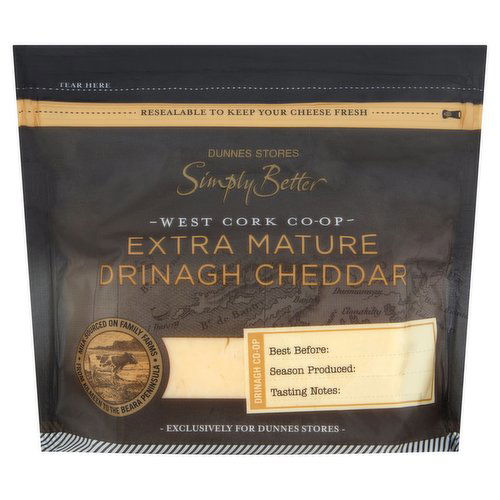 TEAR HERE
RESEALABLE TO KEEP YOUR CHEESE FRESH
DUNNES STORES
Simply Better
- WEST CORK CO-OP -
EXTRA MATURE
DRINAGH CHEDDAR
Dunmanway
Clonakilty
MILK SOURCED ON FAMILY FARMS
TO THE BEARA PENINSULA
DRINAGH CO-OP
Best Before:
Season Produced:
Tasting Notes:
- EXCLUSIVELY FOR DUNNES STORES -